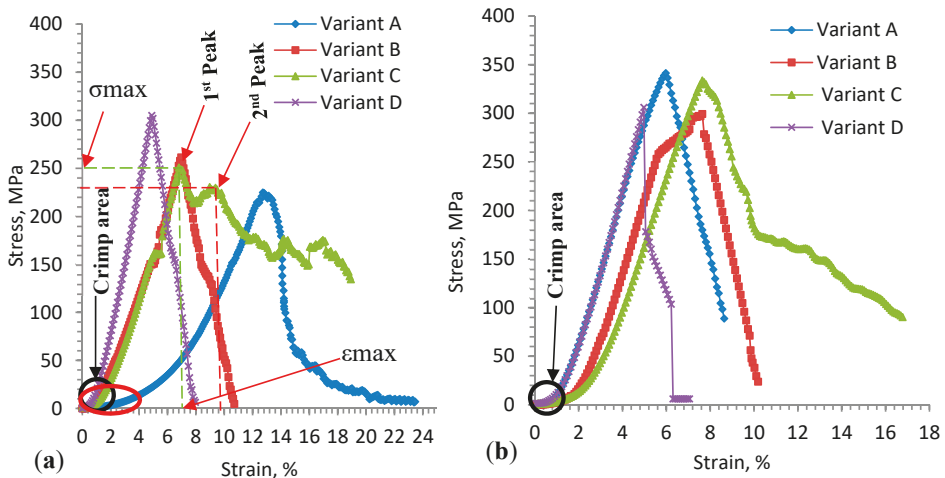 400
350
300
250
200
150
100
50
0
Stress, MPa
0 2 4 6 8 10 12 14 16 18 20 22 24
Strain, %
(a)
Variant A
Variant B
Variant C
Variant D
σmax
1st Peak
2nd Peak
Crimp area
εmax
400
350
300
250
200
150
100
50
0
Stress, MPa
0 2 4 6 8 10 12 14 16 18
Strain, %
(b)
Variant A
Variant B
Variant C
Variant D
Crimp area